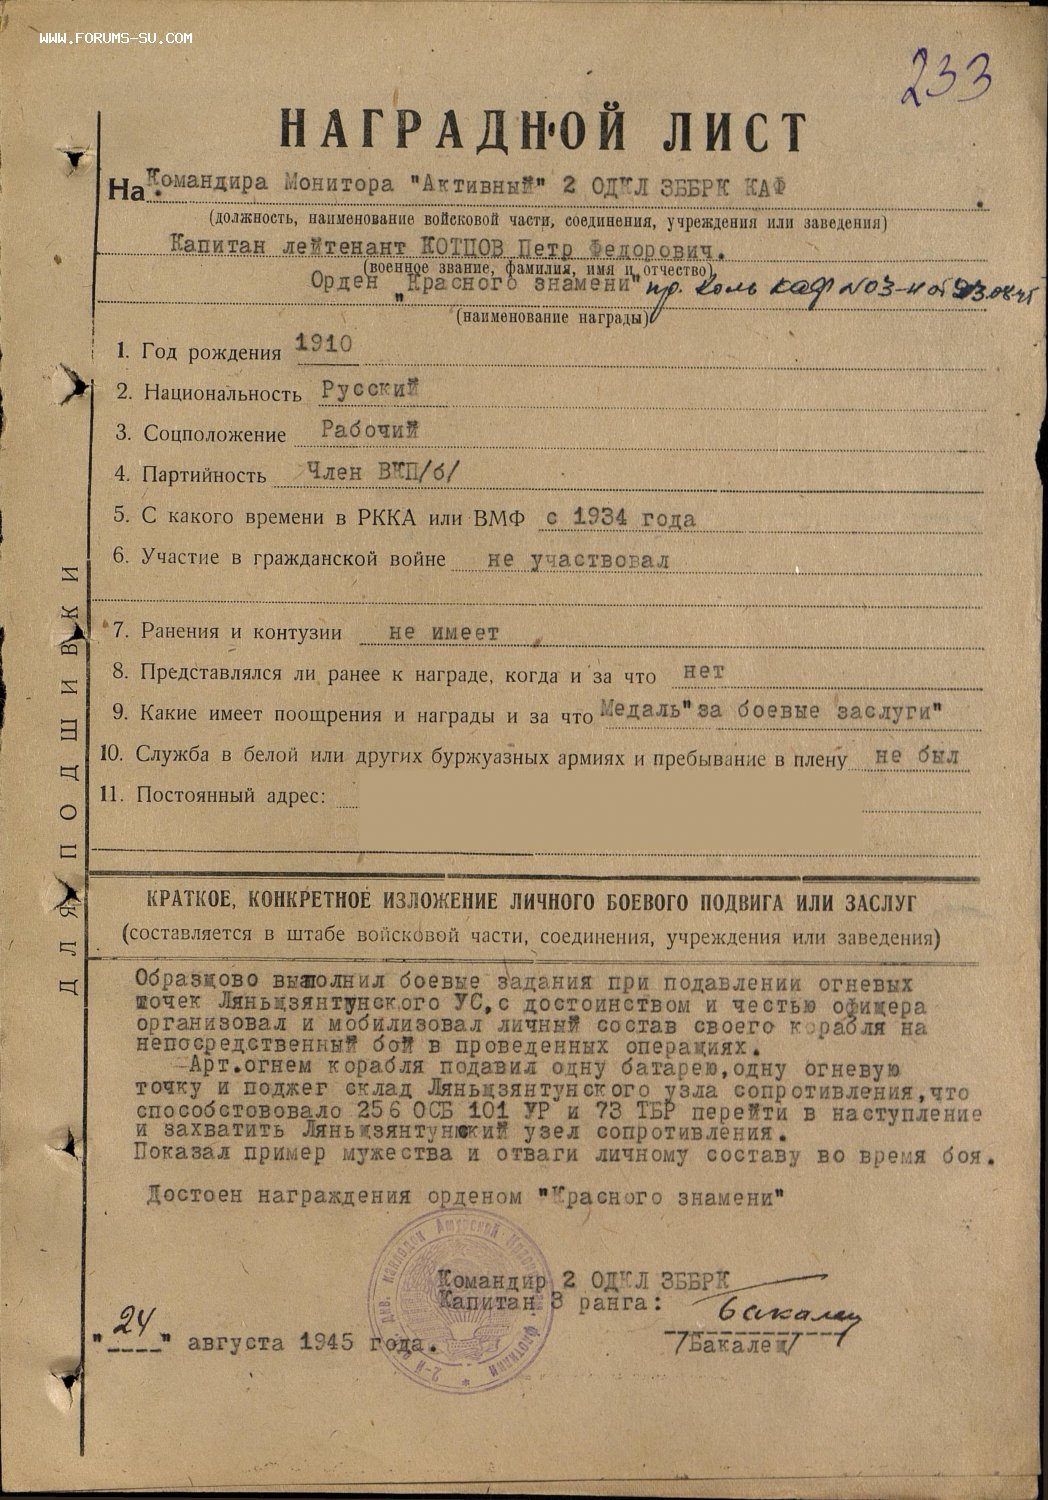 WWW.FORUMS-SU.COM
233
НАГРАДНОЙ ЛИСТ
На Командира Монитора "Активный" 2 ОДКЛ ЗББРК КАФ
(должность, наименование войсковой части, соединения, учреждения или заведения)
Капитан лейтенант КОТЦОВ Петр Федорович.
(военное звание, фамилия, имя и отчество)
Орден "Красного знамени" пр. КАФ
(наименование награды)
1. Год рождения 1910
2. Национальность Русский
3. Соцположение Рабочий
4. Партийность Член ВКП/б/
5. С какого времени в РККА или ВМФ с 1934 года
6. Участие в гражданской войне не участвовал
7. Ранения и контузии не имеет
8. Представлялся ли ранее к награде, когда и за что нет
9. Какие имеет поощрения и награды и за что Медаль "за боевые заслуги"
10. Служба в белой или других буржуазных армиях и пребывание в плену не был
11. Постоянный адрес:
ДЛЯ ПОДШИВКИ
КРАТКОЕ, КОНКРЕТНОЕ ИЗЛОЖЕНИЕ ЛИЧНОГО БОЕВОГО ПОДВИГА ИЛИ ЗАСЛУГ
(составляется в штабе войсковой части, соединения, учреждения или заведения)
Образцово выполнил боевые задания при подавлении огневых
точек Ляньцзянтунского УС, с достоинством и честью офицера
организовал и мобилизовал личный состав своего корабля на
непосредственный бой в проведенных операциях.
Арт.огнем корабля подавил одну батарею, одну огневую
точку и поджег склад Ляньцзянтунского узла сопротивления, что
способстововало 256 ОСБ 101 УР и 73 ТБР перейти в наступление
и захватить Ляньцзянтунский узел сопротивления.
Показал пример мужества и отваги личному составу во время боя.
Достоен награждения орденом "Красного знамени"
Командир 2 ОДКЛ ЗББРК
Капитан 3 ранга: Бакалец
"24" августа 1945 года.
/Бакалец/